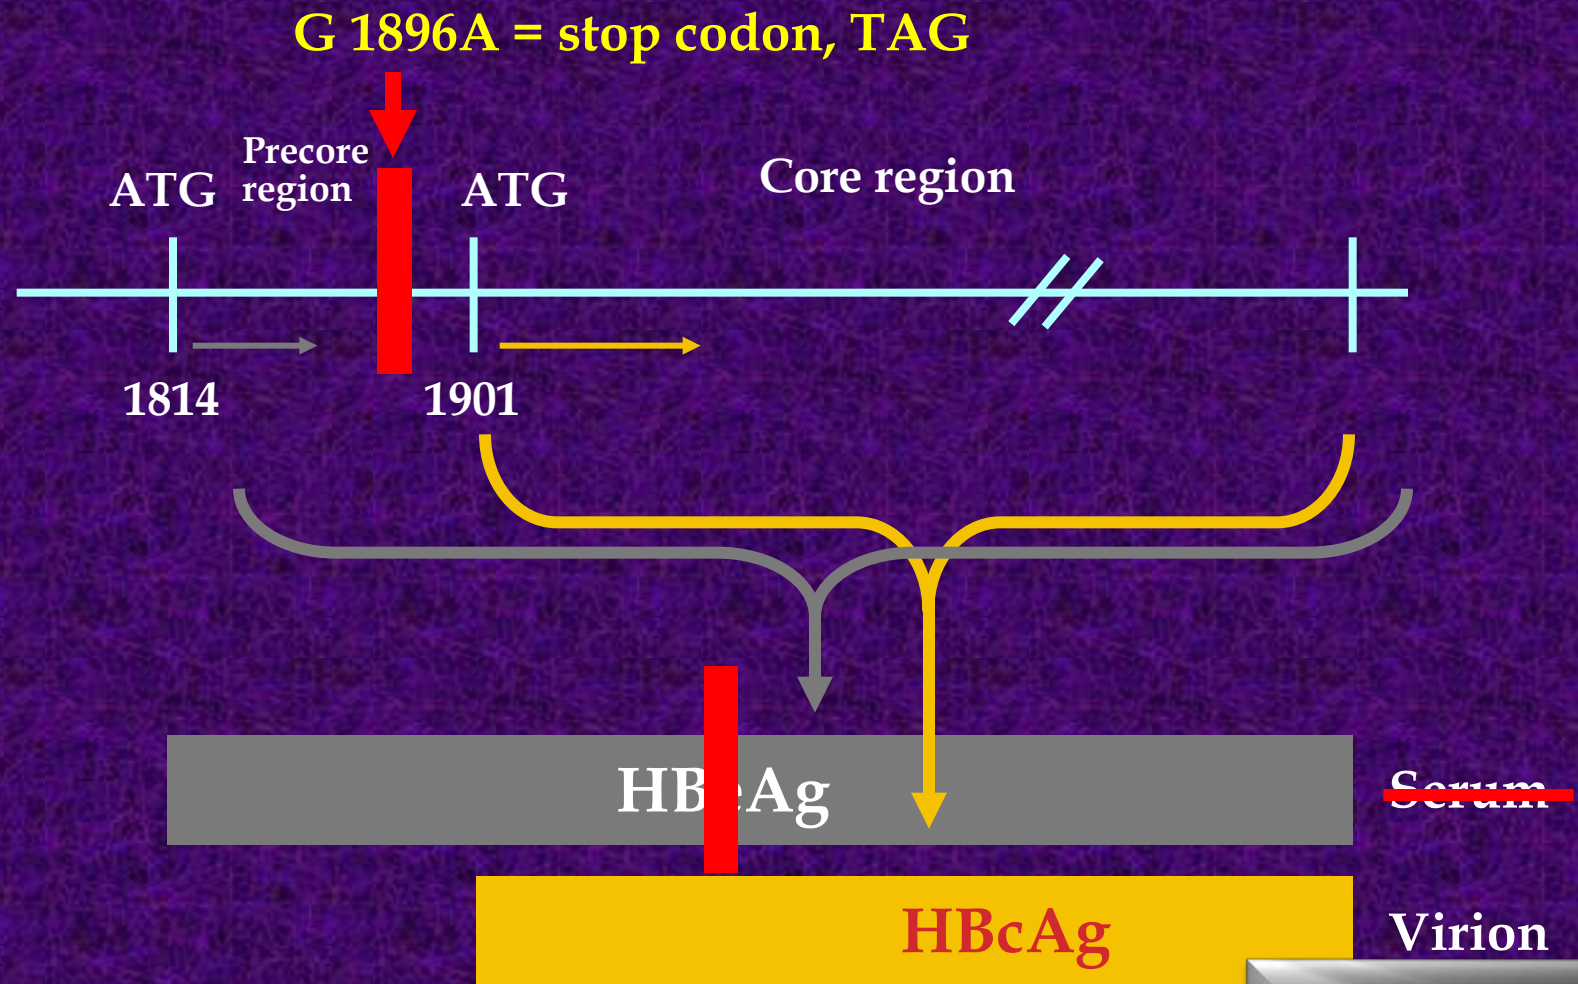 G 1896A = stop codon, TAG
Precore
region
ATG
ATG
Core region
1814
1901
HBeAg
Serum
HBcAg
Virion